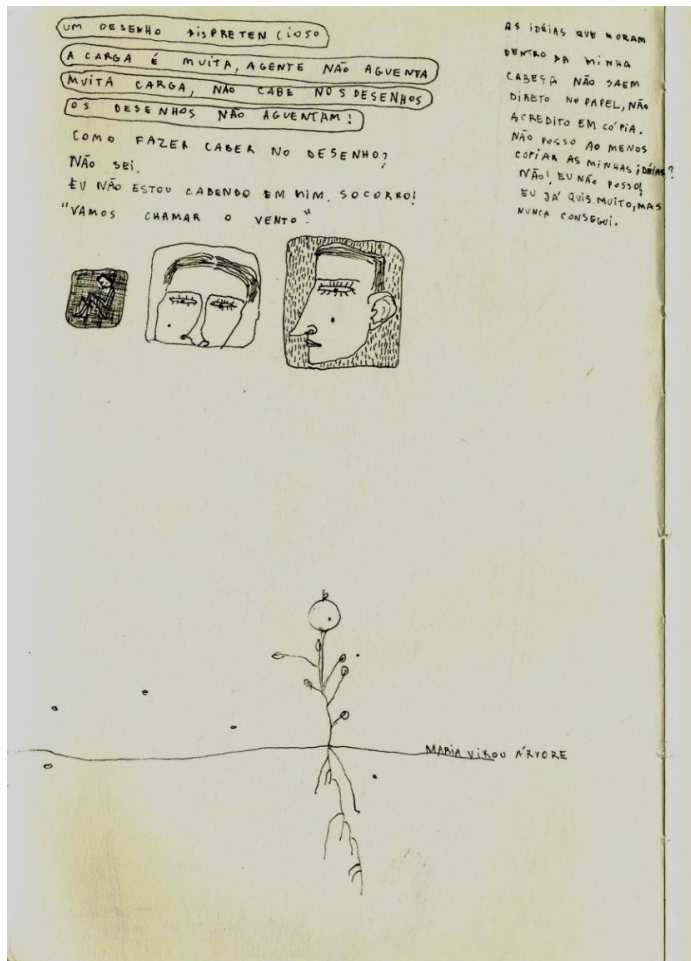 UM DESENHO DISPRETENCIOSO
A CARGA É MUITA, AGENTE NÃO AGUENTA
MUITA CARGA, NÃO CABE NOS DESENHOS
OS DESENHOS NÃO AGUENTAM!
COMO FAZER CABER NO DESENHO?
NÃO SEI.
EU NÃO ESTOU CABENDO EM MIM. SOCORRO!
"VAMOS CHAMAR O VENTO"
AS IDÉIAS QUE MORAM
DENTRO DA MINHA
CABEÇA NÃO SAEM
DIRETO NO PAPEL, NÃO
ACREDITO EM CÓPIA.
NÃO POSSO AO MENOS
COPIAR AS MINHAS IDÉIAS?
NÃO! EU NÃO POSSO!
EU JÁ QUIS MUITO, MAS
NUNCA CONSEGUI.
MARIA VIROU ÁRVORE